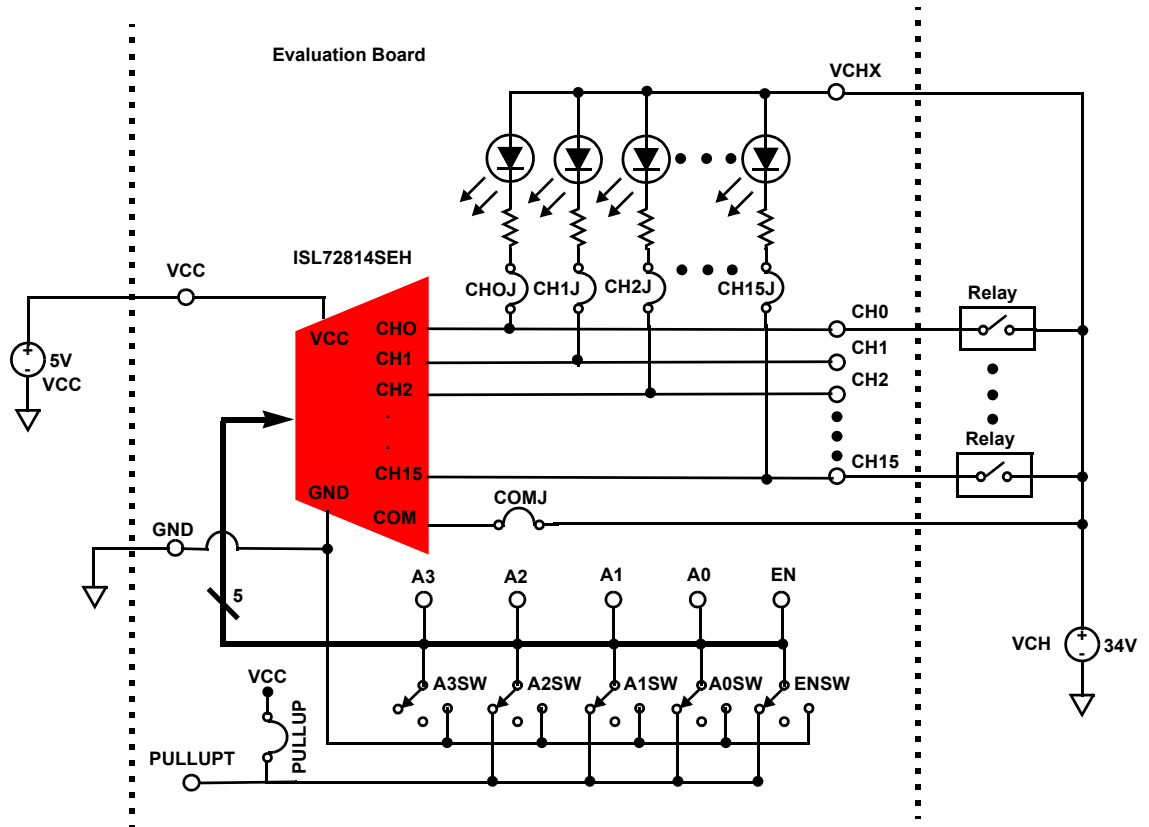 Evaluation Board
VCHX
ISL72814SEH
VCC
CHOJ
CH1J
CH2J
CH15J
VCC
CHO
CH1
CH2
.
.
CH15
GND
COM
CH0
CH1
CH2
CH15
Relay
Relay
+
-
5V
VCC
COMJ
GND
5
A3
A2
A1
A0
EN
VCH
+
-
34V
A3SW
A2SW
A1SW
A0SW
ENSW
VCC
PULLUP
PULLUPT